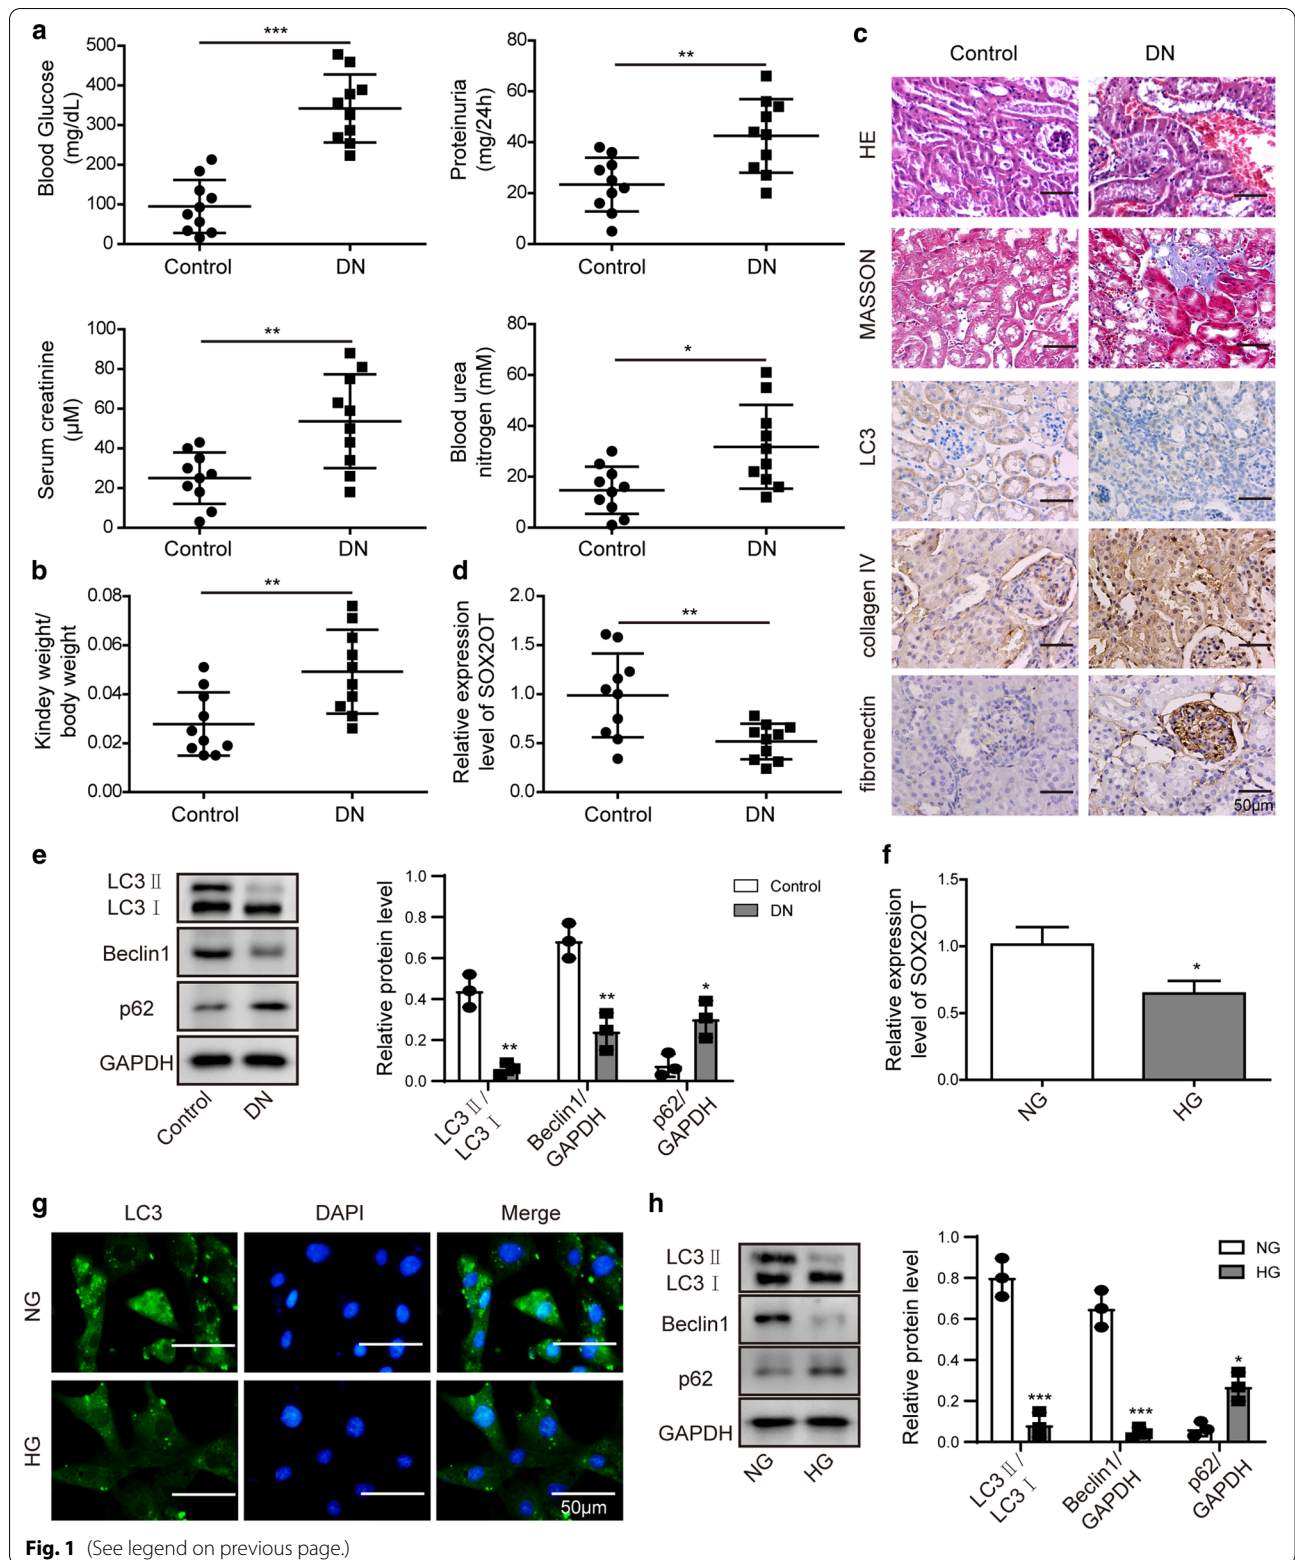 a
Blood Glucose
(mg/dL)
500
400
300
200
100
0
***
Control
DN
Proteinuria
(mg/24h)
80
60
40
20
0
**
Control
DN
Serum creatinine
(μM)
100
80
60
40
20
0
**
Control
DN
Blood urea
nitrogen (mM)
80
60
40
20
0
*
Control
DN
b
Kindey weight/
body weight
0.08
0.06
0.04
0.02
0.00
**
Control
DN
c
Control
DN
HE
MASSON
LC3
collagen IV
fibronectin
50μm
d
Relative expression
level of SOX2OT
2.0
1.5
1.0
0.5
0.0
**
Control
DN
e
LC3 Ⅱ
LC3 Ⅰ
Beclin1
p62
GAPDH
Control
DN
Relative protein level
1.0
0.8
0.6
0.4
0.2
0.0
**
**
*
LC3 Ⅱ /
LC3 Ⅰ
Beclin1/
GAPDH
p62/
GAPDH
Control
DN
f
Relative expression
level of SOX2OT
1.5
1.0
0.5
0.0
*
NG
HG
g
LC3
DAPI
Merge
NG
HG
50μm
h
LC3 Ⅱ
LC3 Ⅰ
Beclin1
p62
GAPDH
NG
HG
Relative protein level
1.0
0.8
0.6
0.4
0.2
0.0
***
***
*
LC3 Ⅱ /
LC3 Ⅰ
Beclin1/
GAPDH
p62/
GAPDH
NG
HG
Fig. 1 (See legend on previous page.)